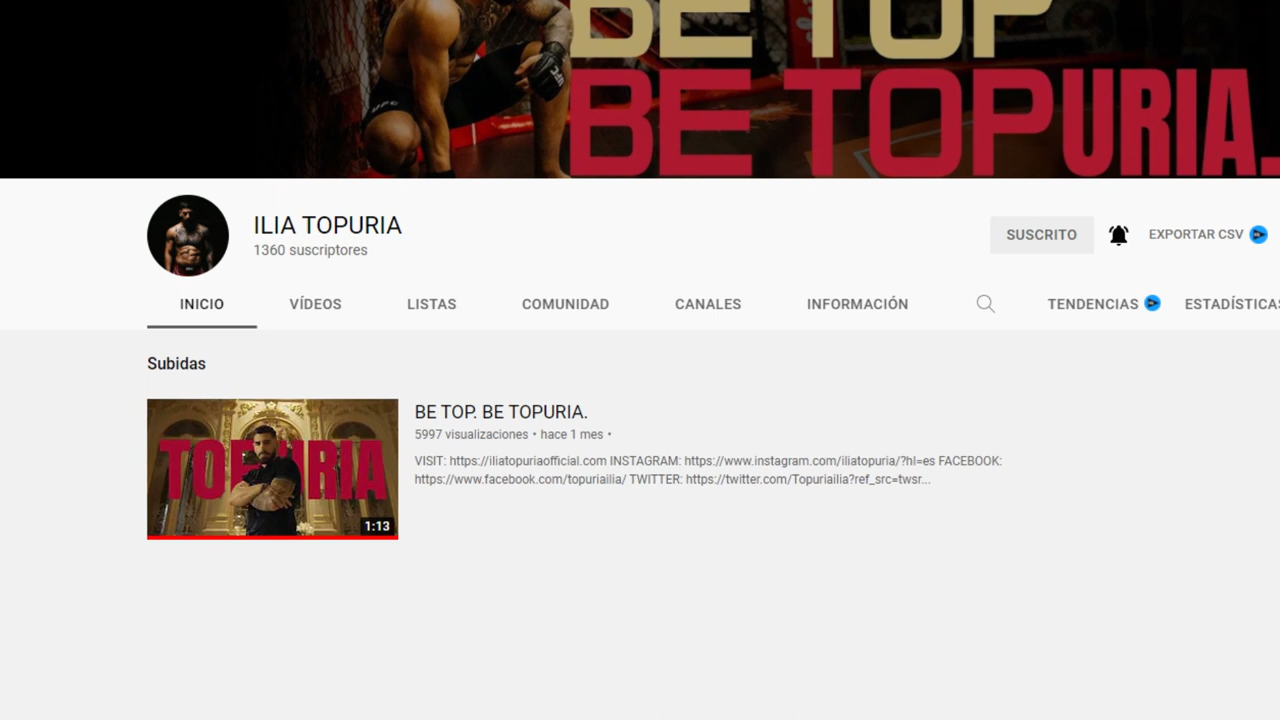 BE TOP
BE TOPURIA.
ILIA TOPURIA
1360 suscriptores
SUSCRITO
EXPORTAR CSV
INICIO
VÍDEOS
LISTAS
COMUNIDAD
CANALES
INFORMACIÓN
TENDENCIAS
ESTADÍSTICAS
Subidas
TOPURIA
1:13
BE TOP. BE TOPURIA.
5997 visualizaciones • hace 1 mes •
VISIT: https://iliatopuriaofficial.com INSTAGRAM: https://www.instagram.com/iliatopuria/?hl=es FACEBOOK:
https://www.facebook.com/topuriailia/ TWITTER: https://twitter.com/Topuriailia?ref_src=twsr...